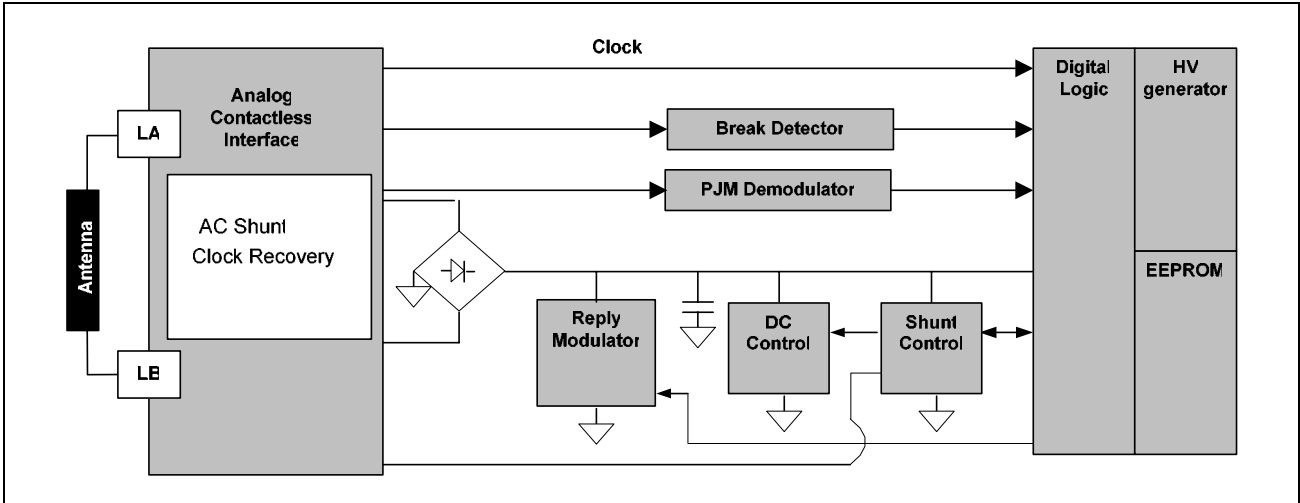 Clock
Analog
Contactless
Interface
Digital
Logic
HV
generator
LA
Break Detector
PJM Demodulator
Antenna
AC Shunt
Clock Recovery
EEPROM
Reply
Modulator
DC
Control
Shunt
Control
LB